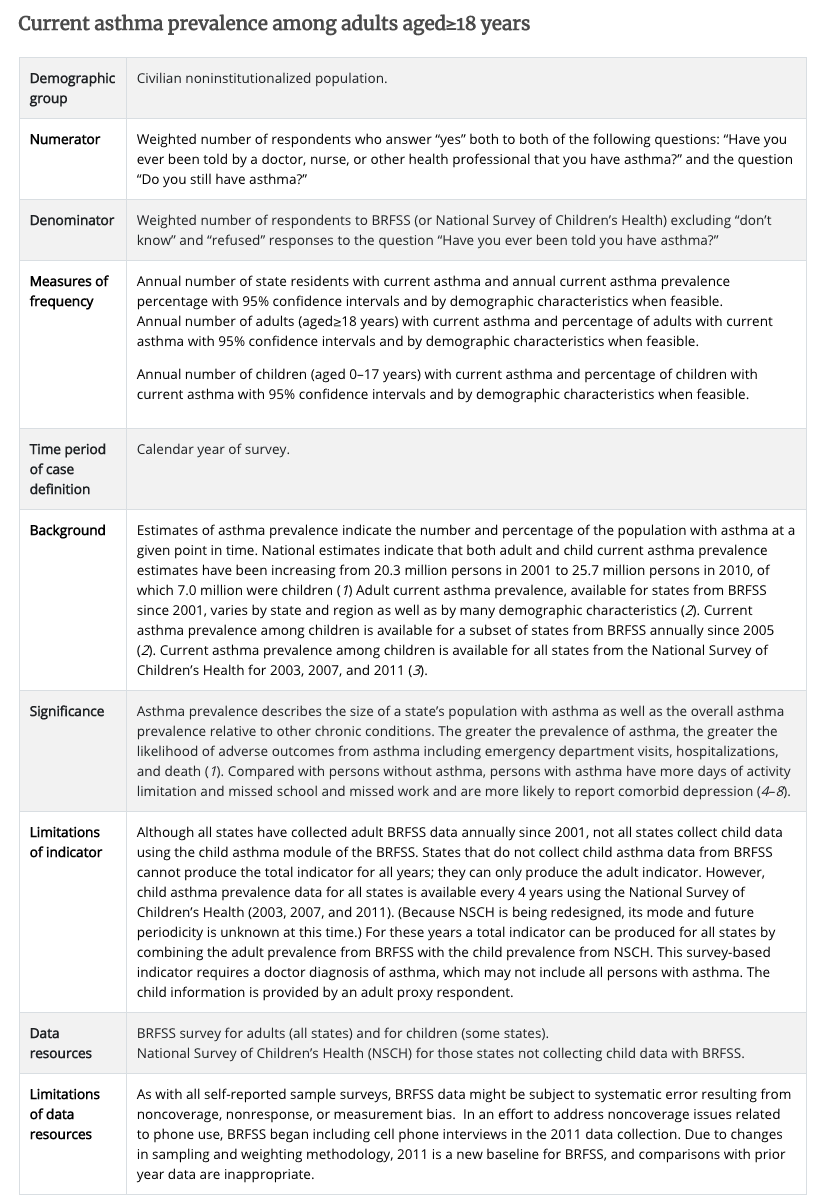 Current asthma prevalence among adults aged≥18 years
Demographic
group
Civilian noninstitutionalized population.
Numerator
Weighted number of respondents who answer “yes” both to both of the following questions: “Have you
ever been told by a doctor, nurse, or other health professional that you have asthma?” and the question
“Do you still have asthma?”
Denominator
Weighted number of respondents to BRFSS (or National Survey of Children’s Health) excluding “don’t
know” and “refused” responses to the question “Have you ever been told you have asthma?”
Measures of
frequency
Annual number of state residents with current asthma and annual current asthma prevalence
percentage with 95% confidence intervals and by demographic characteristics when feasible.
Annual number of adults (aged≥18 years) with current asthma and percentage of adults with current
asthma with 95% confidence intervals and by demographic characteristics when feasible.
Annual number of children (aged 0–17 years) with current asthma and percentage of children with
current asthma with 95% confidence intervals and by demographic characteristics when feasible.
Time period
of case
definition
Calendar year of survey.
Background
Estimates of asthma prevalence indicate the number and percentage of the population with asthma at a
given point in time. National estimates indicate that both adult and child current asthma prevalence
estimates have been increasing from 20.3 million persons in 2001 to 25.7 million persons in 2010, of
which 7.0 million were children (1) Adult current asthma prevalence, available for states from BRFSS
since 2001, varies by state and region as well as by many demographic characteristics (2). Current
asthma prevalence among children is available for a subset of states from BRFSS annually since 2005
(2). Current asthma prevalence among children is available for all states from the National Survey of
Children’s Health for 2003, 2007, and 2011 (3).
Significance
Asthma prevalence describes the size of a state’s population with asthma as well as the overall asthma
prevalence relative to other chronic conditions. The greater the prevalence of asthma, the greater the
likelihood of adverse outcomes from asthma including emergency department visits, hospitalizations,
and death (1). Compared with persons without asthma, persons with asthma have more days of activity
limitation and missed school and missed work and are more likely to report comorbid depression (4–8).
Limitations
of indicator
Although all states have collected adult BRFSS data annually since 2001, not all states collect child data
using the child asthma module of the BRFSS. States that do not collect child asthma data from BRFSS
cannot produce the total indicator for all years; they can only produce the adult indicator. However,
child asthma prevalence data for all states is available every 4 years using the National Survey of
Children’s Health (2003, 2007, and 2011). (Because NSCH is being redesigned, its mode and future
periodicity is unknown at this time.) For these years a total indicator can be produced for all states by
combining the adult prevalence from BRFSS with the child prevalence from NSCH. This survey-based
indicator requires a doctor diagnosis of asthma, which may not include all persons with asthma. The
child information is provided by an adult proxy respondent.
Data
resources
BRFSS survey for adults (all states) and for children (some states).
National Survey of Children’s Health (NSCH) for those states not collecting child data with BRFSS.
Limitations
of data
resources
As with all self-reported sample surveys, BRFSS data might be subject to systematic error resulting from
noncoverage, nonresponse, or measurement bias.  In an effort to address noncoverage issues related
to phone use, BRFSS began including cell phone interviews in the 2011 data collection. Due to changes
in sampling and weighting methodology, 2011 is a new baseline for BRFSS, and comparisons with prior
year data are inappropriate.